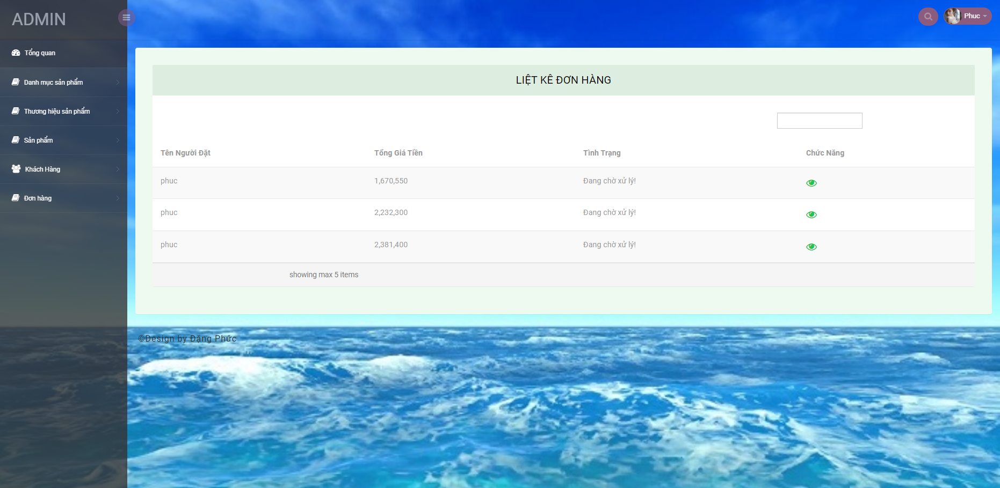 ADMIN
Phuc
Tổng quan
Danh mục sản phẩm
Thương hiệu sản phẩm
Sản phẩm
Khách Hàng
Đơn hàng
LIỆT KÊ ĐƠN HÀNG
Tên Người Đặt Tổng Giá Tiền Tình Trạng Chức Năng
phuc 1,670,550 Đang chờ xử lý!
phuc 2,232,300 Đang chờ xử lý!
phuc 2,381,400 Đang chờ xử lý!
showing max 5 items
©Design by Đặng Phức